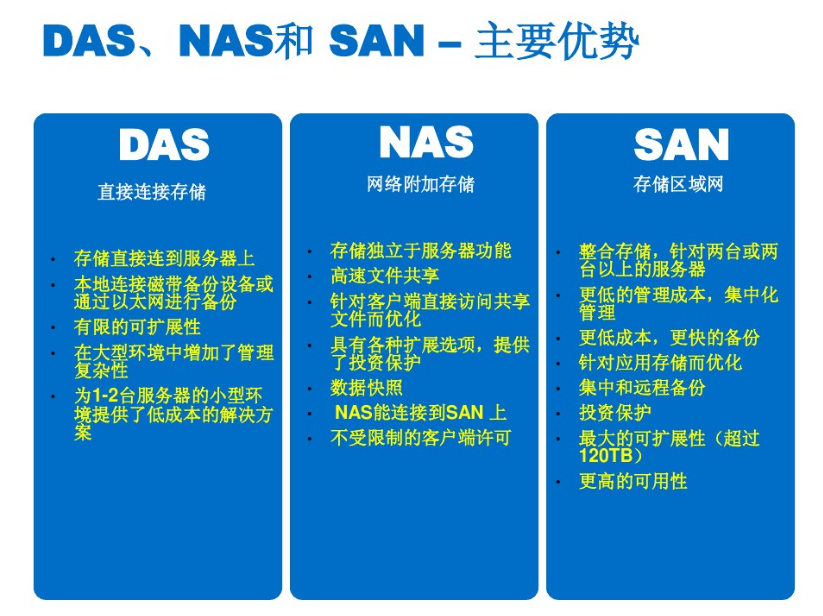 DAS、NAS和 SAN – 主要优势
DAS
直接连接存储
• 存储直接连到服务器上
• 本地连接磁带备份设备或
通过以太网进行备份
• 有限的可扩展性
• 在大型环境中增加了管理
复杂性
• 为1-2台服务器的小型环
境提供了低成本的解决方
案
NAS
网络附加存储
• 存储独立于服务器功能
• 高速文件共享
• 针对客户端直接访问共享
文件而优化
• 具有各种扩展选项，提供
了投资保护
• 数据快照
• NAS能连接到SAN 上
• 不受限制的客户端许可
SAN
存储区域网
• 整合存储，针对两台或两
台以上的服务器
• 更低的管理成本，集中化
管理
• 更低成本，更快的备份
• 针对应用存储而优化
• 集中和远程备份
• 投资保护
• 最大的可扩展性（超过
120TB）
• 更高的可用性